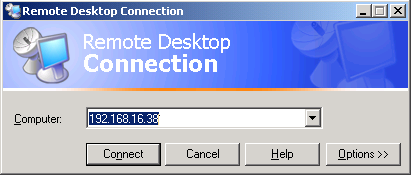 Remote Desktop Connection
Remote Desktop
Connection
Computer:
192.168.16.38
Connect
Cancel
Help
Options >>